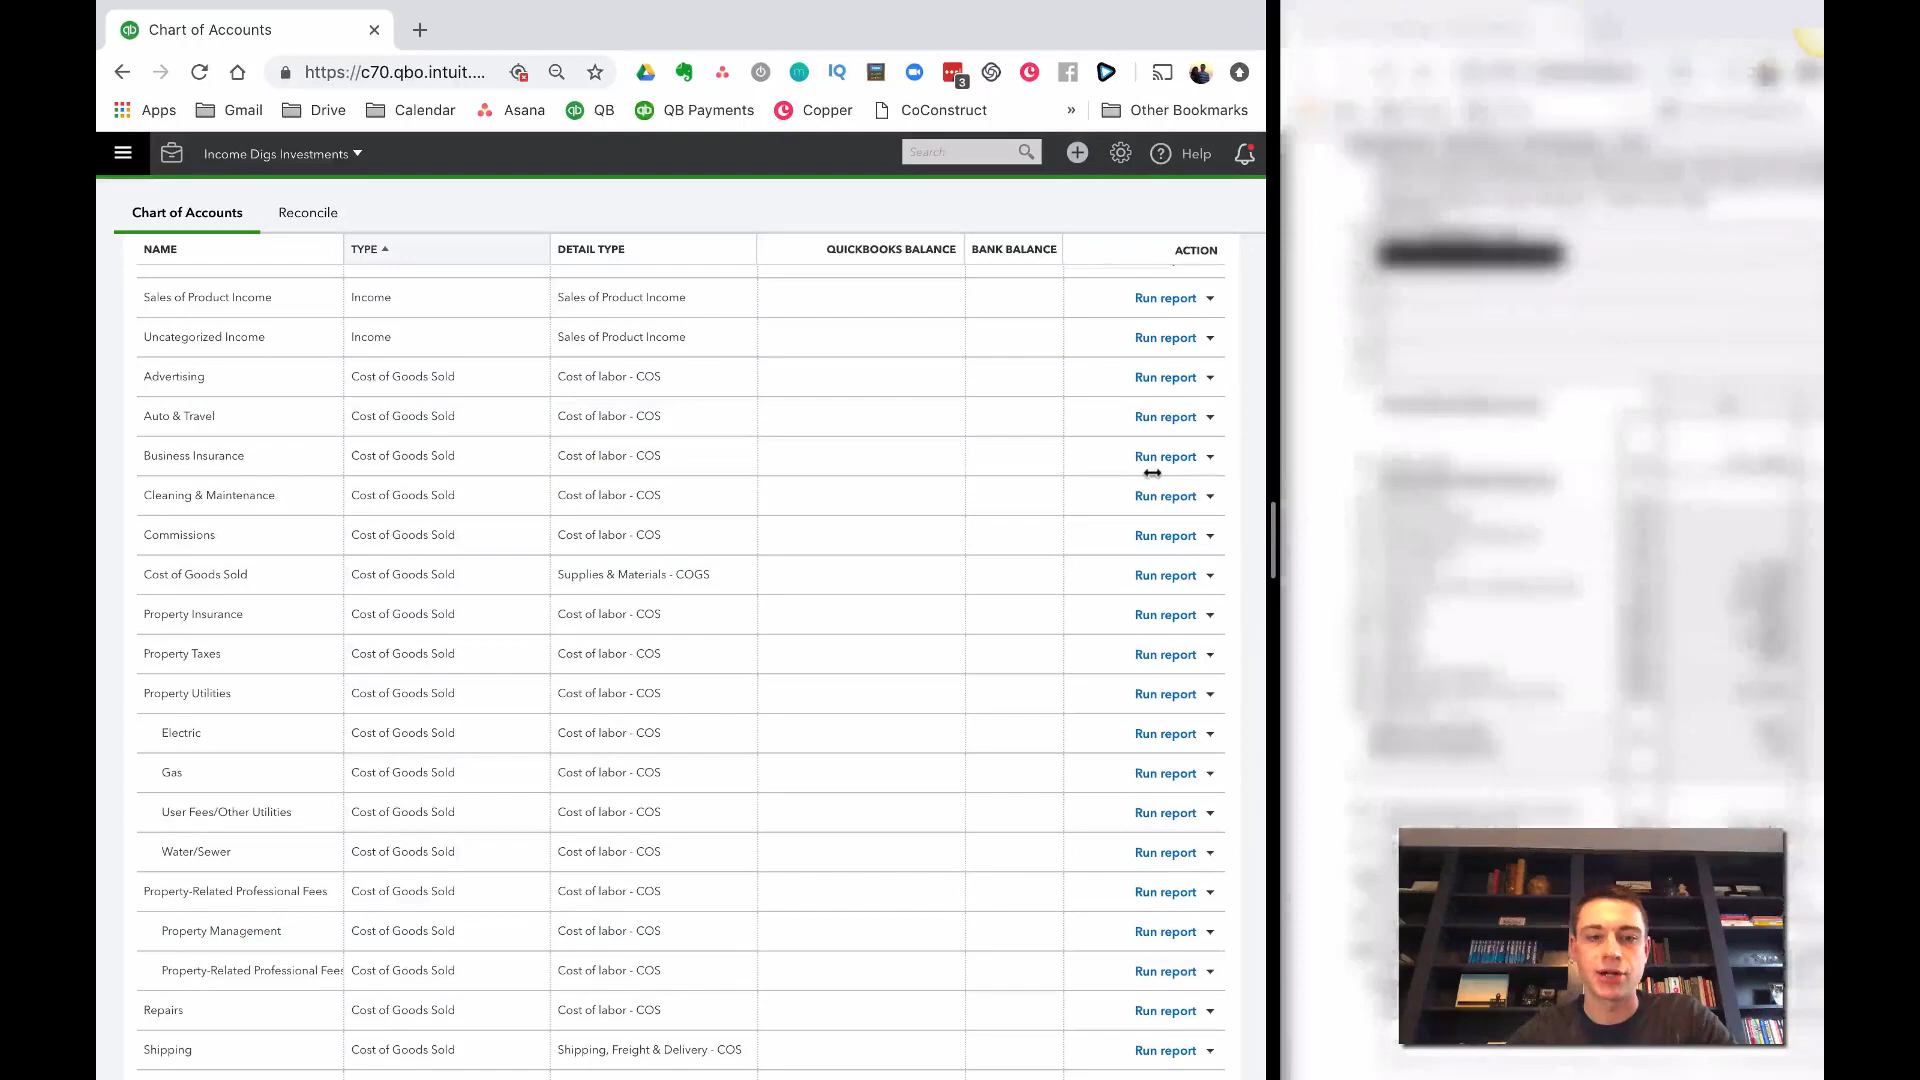 Chart of Accounts
https://c70.qbo.intuit....
IQ
3
Apps Gmail Drive Calendar Asana QB QB Payments Copper CoConstruct » Other Bookmarks
Income Digs Investments Search Help
Chart of Accounts Reconcile
NAME TYPE DETAIL TYPE QUICKBOOKS BALANCE BANK BALANCE ACTION
Sales of Product Income Income Sales of Product Income Run report
Uncategorized Income Income Sales of Product Income Run report
Advertising Cost of Goods Sold Cost of labor - COS Run report
Auto & Travel Cost of Goods Sold Cost of labor - COS Run report
Business Insurance Cost of Goods Sold Cost of labor - COS Run report
Cleaning & Maintenance Cost of Goods Sold Cost of labor - COS Run report
Commissions Cost of Goods Sold Cost of labor - COS Run report
Cost of Goods Sold Cost of Goods Sold Supplies & Materials - COGS Run report
Property Insurance Cost of Goods Sold Cost of labor - COS Run report
Property Taxes Cost of Goods Sold Cost of labor - COS Run report
Property Utilities Cost of Goods Sold Cost of labor - COS Run report
Electric Cost of Goods Sold Cost of labor - COS Run report
Gas Cost of Goods Sold Cost of labor - COS Run report
User Fees/Other Utilities Cost of Goods Sold Cost of labor - COS Run report
Water/Sewer Cost of Goods Sold Cost of labor - COS Run report
Property-Related Professional Fees Cost of Goods Sold Cost of labor - COS Run report
Property Management Cost of Goods Sold Cost of labor - COS Run report
Property-Related Professional Fees Cost of Goods Sold Cost of labor - COS Run report
Repairs Cost of Goods Sold Cost of labor - COS Run report
Shipping Cost of Goods Sold Shipping, Freight & Delivery - COS Run report